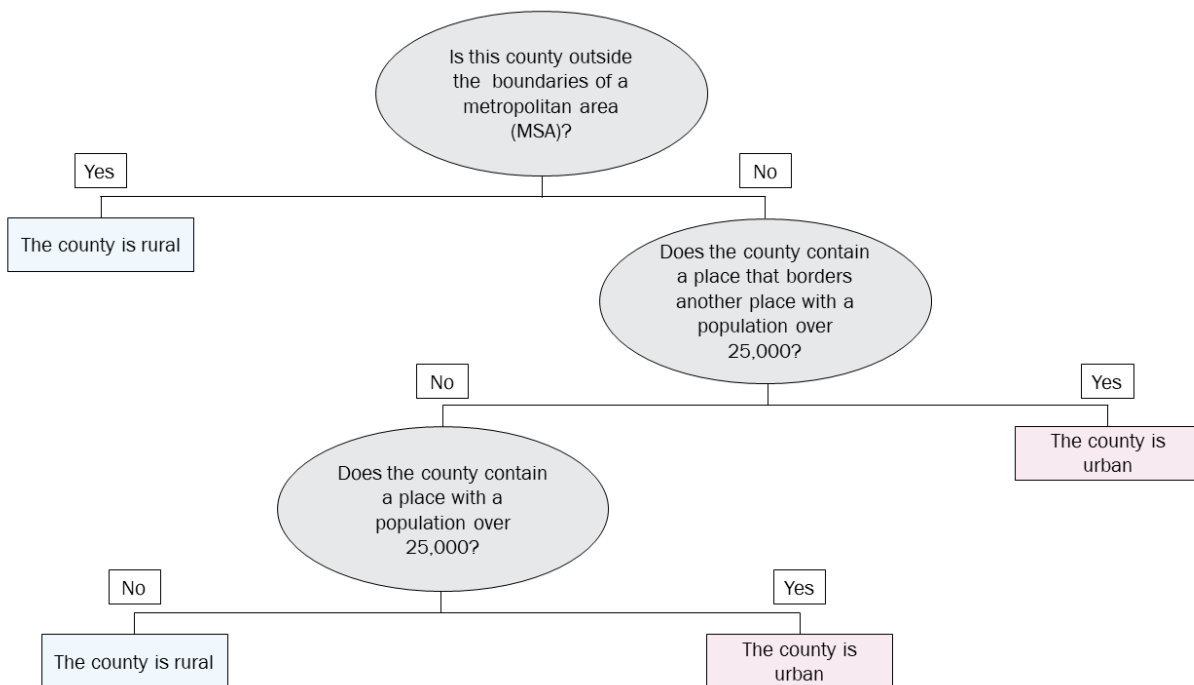 Is this county outside
the boundaries of a
metropolitan area
(MSA)?
Yes
No
The county is rural
Does the county contain
a place that borders
another place with a
population over
25,000?
No
Yes
The county is
urban
Does the county contain
a place with a
population over
25,000?
No
Yes
The county is rural
The county is
urban